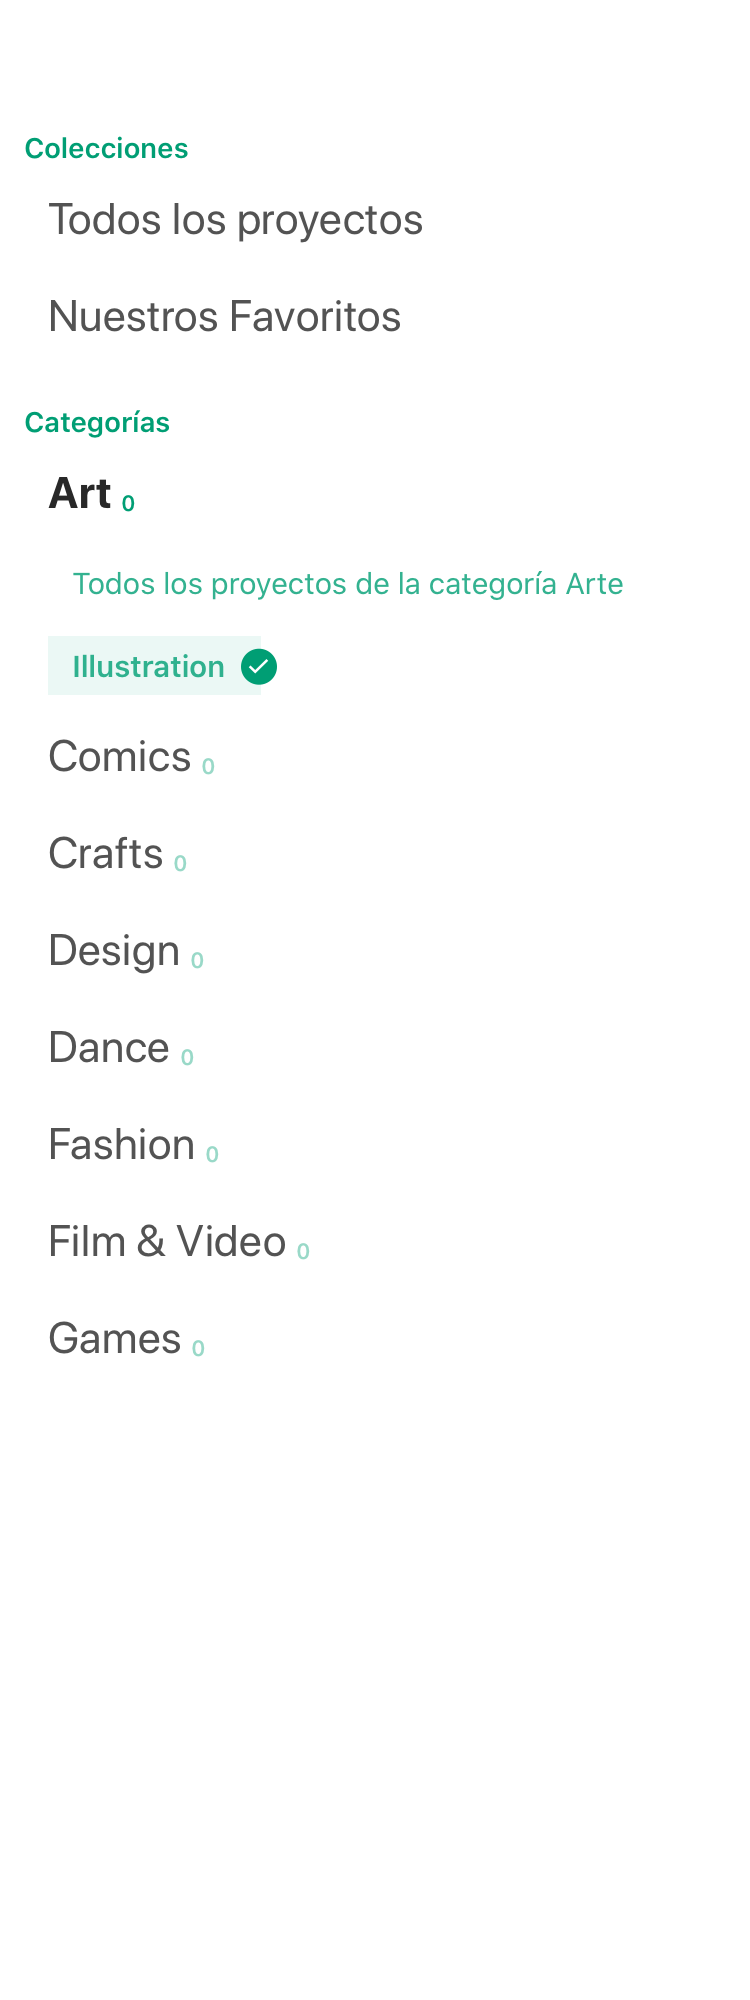 Colecciones
Todos los proyectos
Nuestros Favoritos
Categorías
Art 0
Todos los proyectos de la categoría Arte
Illustration
Comics 0
Crafts 0
Design 0
Dance 0
Fashion 0
Film & Video 0
Games 0